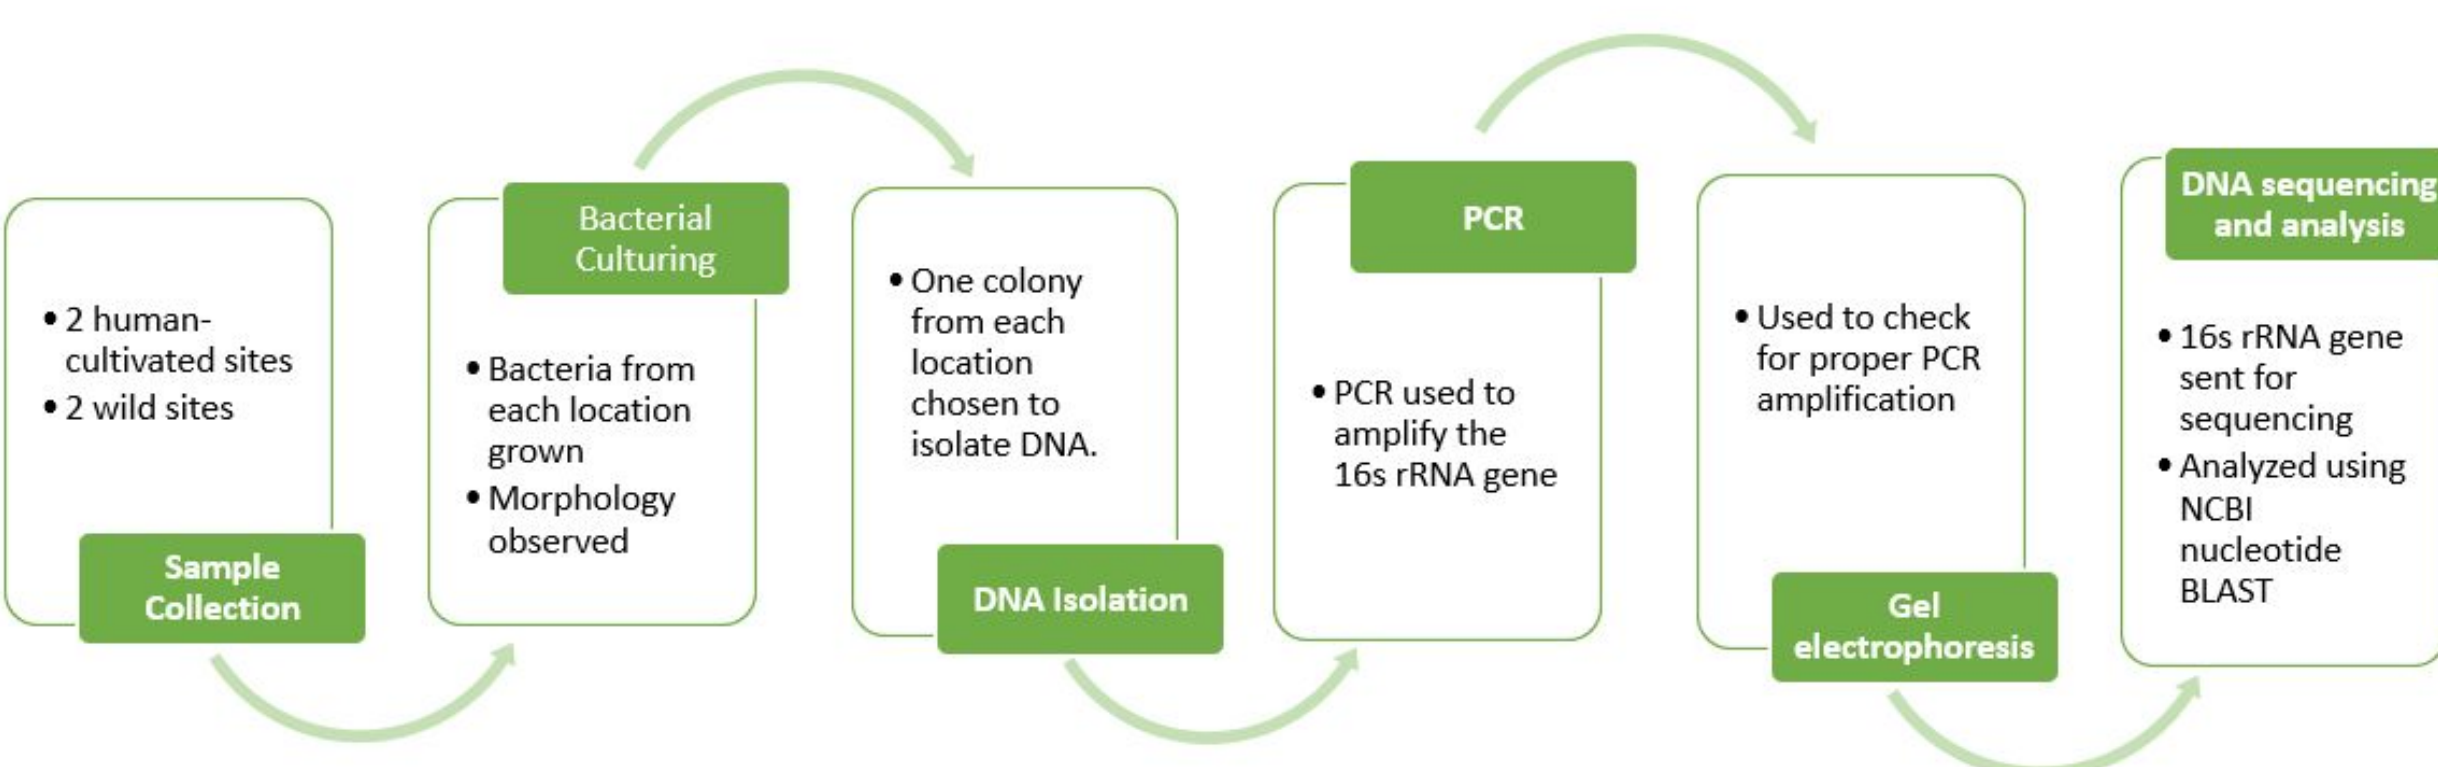 • 2 human-
cultivated sites
• 2 wild sites
Sample
Collection
Bacterial
Culturing
• Bacteria from
each location
grown
• Morphology
observed
• One colony
from each
location
chosen to
isolate DNA.
DNA Isolation
PCR
• PCR used to
amplify the
16s rRNA gene
• Used to check
for proper PCR
amplification
Gel
electrophoresis
DNA sequencing
and analysis
• 16s rRNA gene
sent for
sequencing
• Analyzed using
NCBI
nucleotide
BLAST